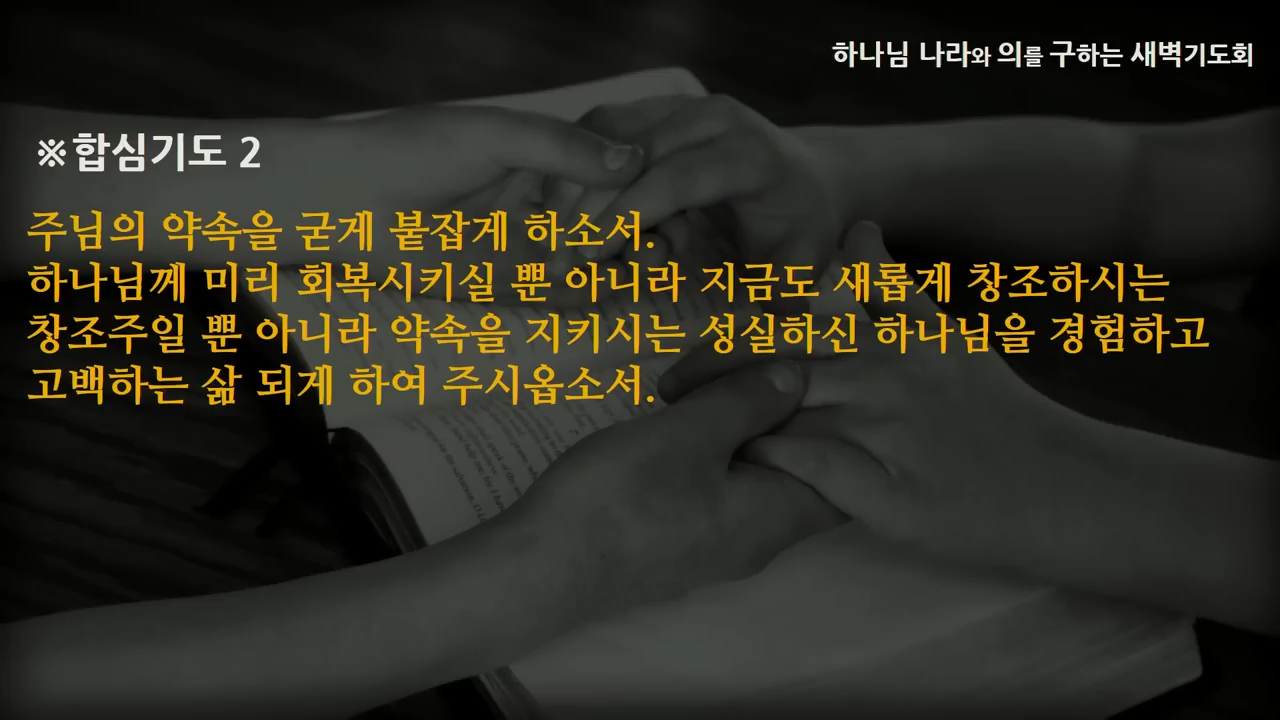 하나님 나라와 의를 구하는 새벽기도회
※합심기도 2
주님의 약속을 굳게 붙잡게 하소서.
하나님께 미리 회복시키실 뿐 아니라 지금도 새롭게 창조하시는
창조주일 뿐 아니라 약속을 지키시는 성실하신 하나님을 경험하고
고백하는 삶 되게 하여 주시옵소서.